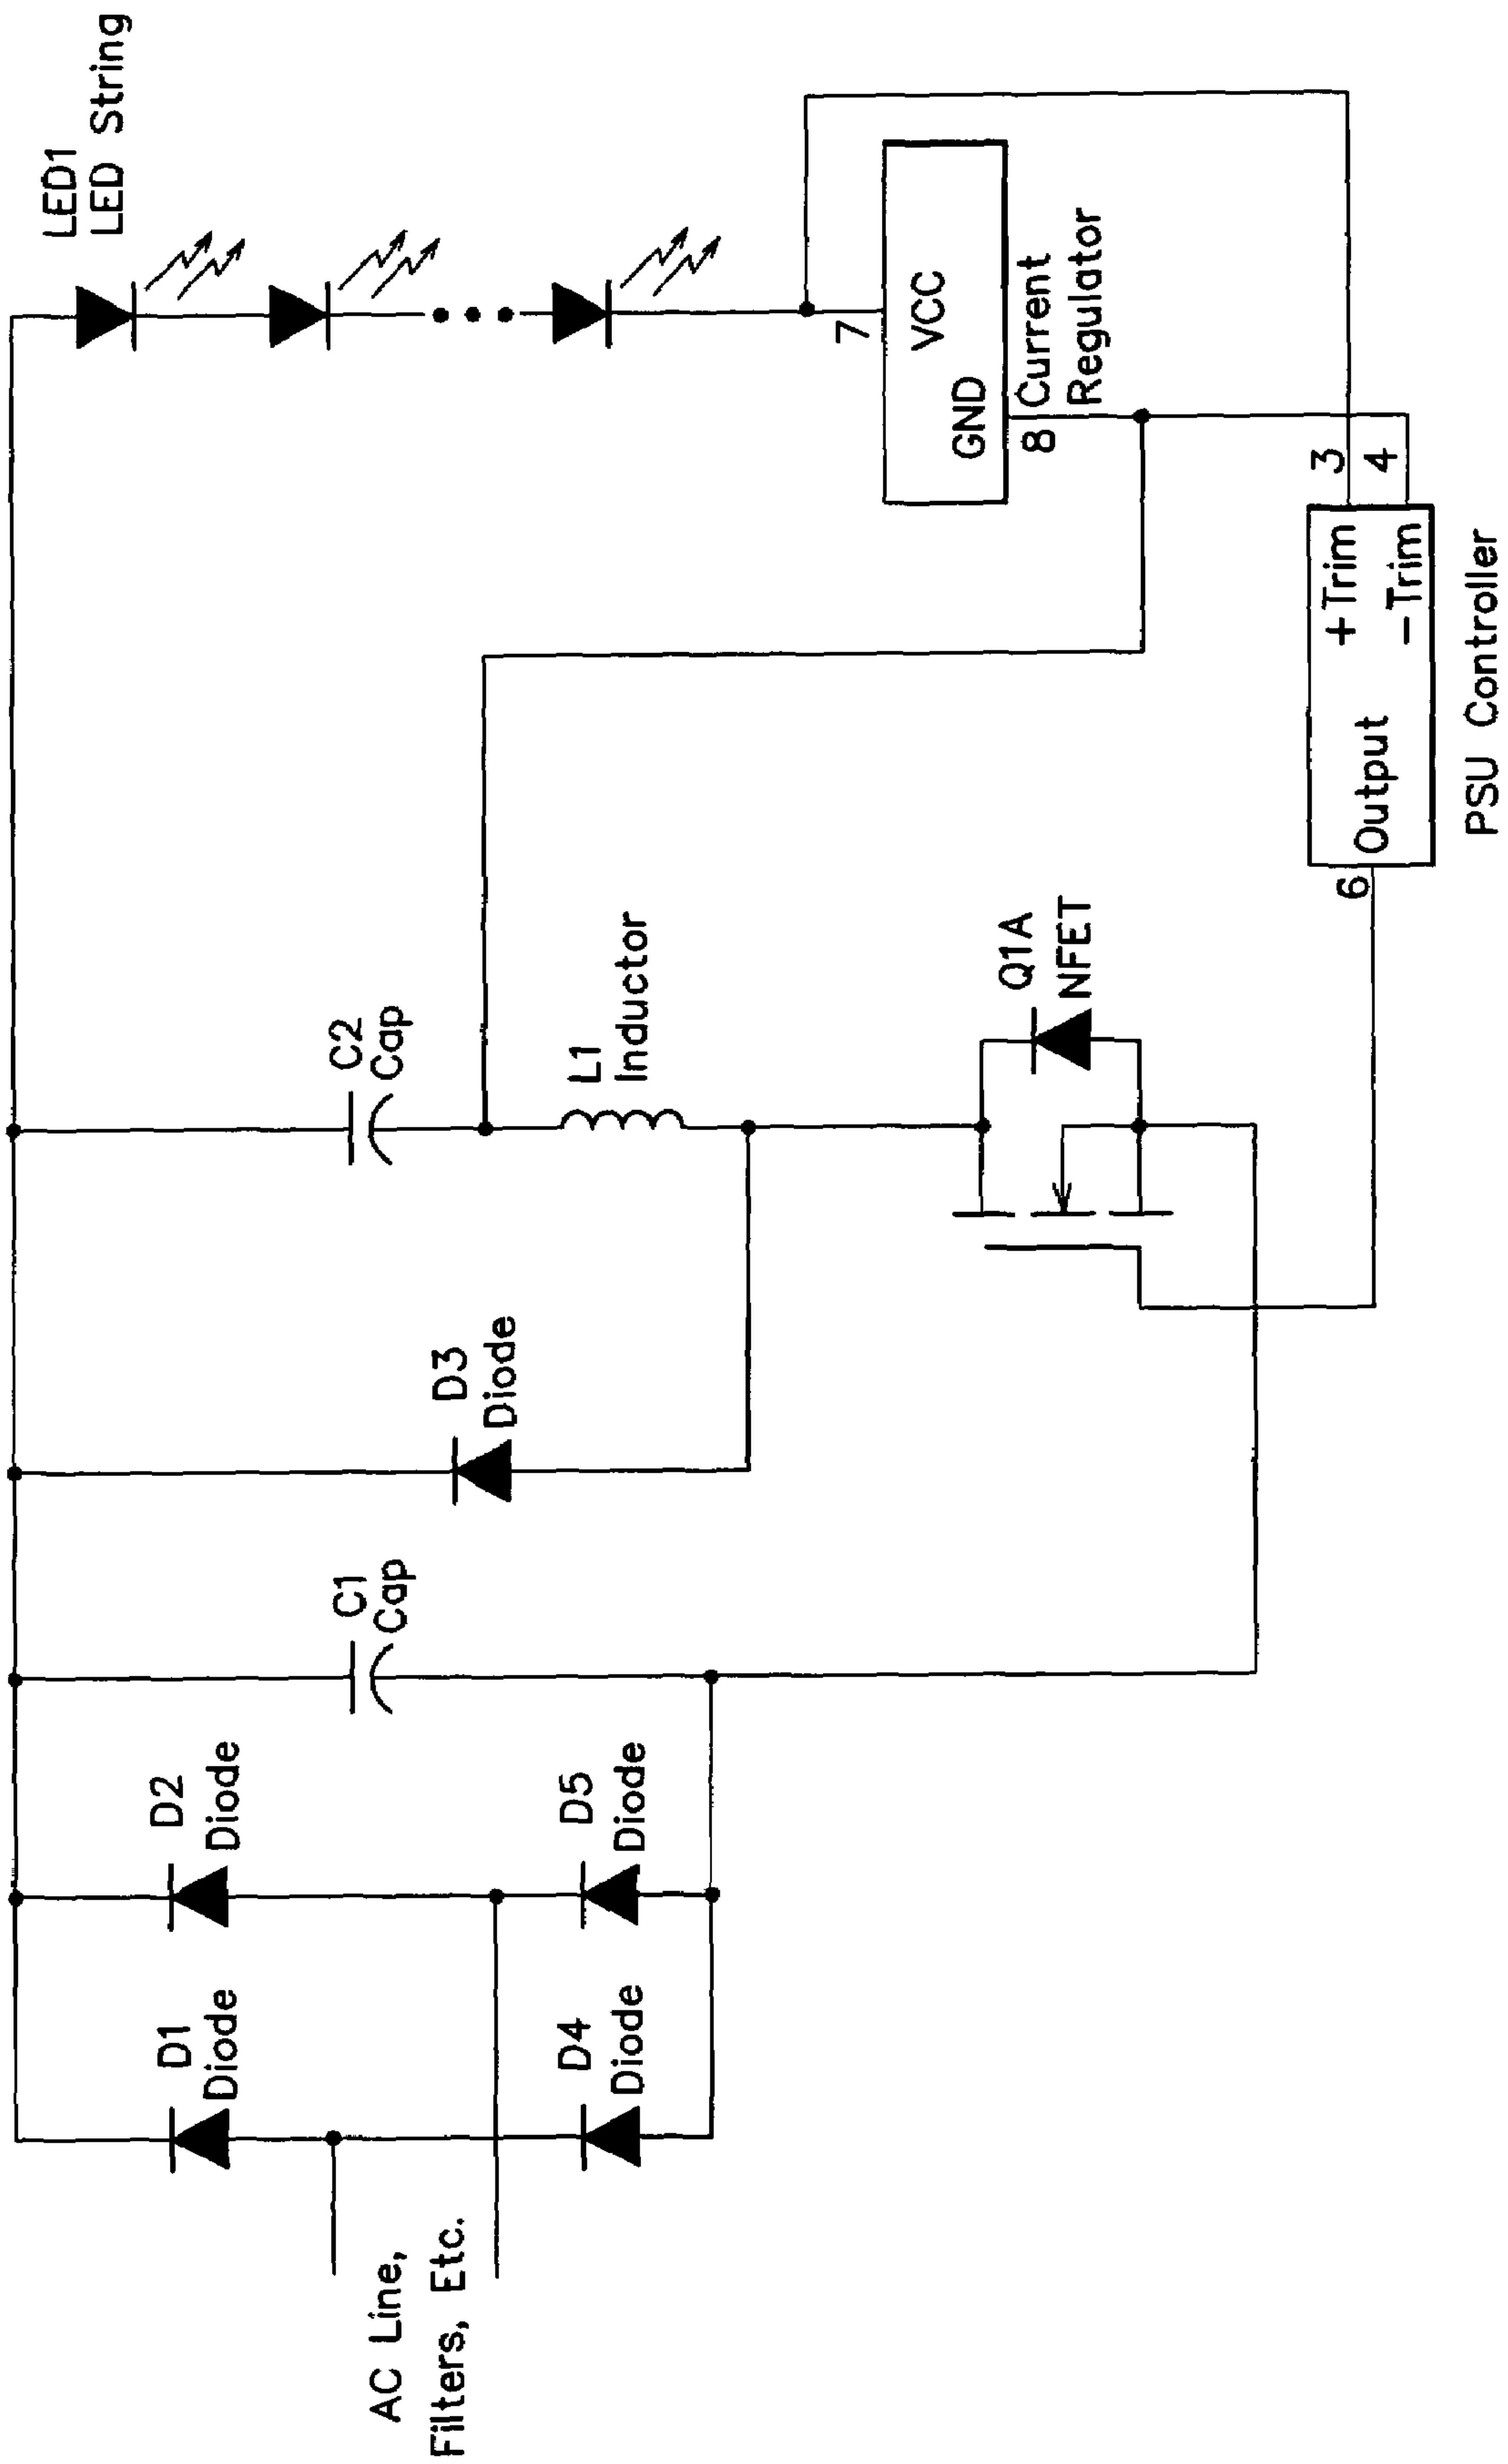 AC Line,
Filters, Etc.
D1
Diode
D2
Diode
D4
Diode
D5
Diode
C1
Cap
D3
Diode
C2
Cap
L1
Inductor
Q1A
NFET
LED1
LED String
7
VCC
GND
8
Current
Regulator
3
4
+Trim
-Trim
Output
6
PSU Controller